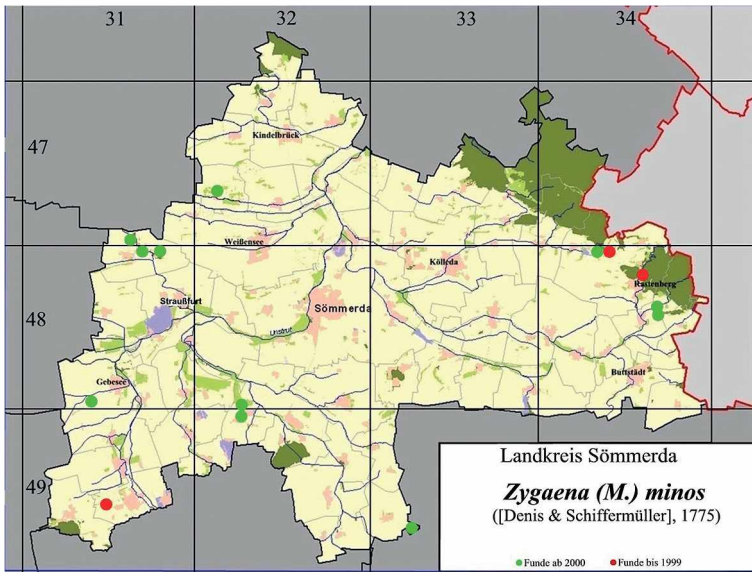 31 32 33 34
47
Kindelbrück
Weißensee
Kölleda
Rastenberg
48
Straußfurt
Sömmerda
Unstrut
Gebesee
Buttstädt
49
Landkreis Sömmerda
Zygaena (M.) minos
([Denis & Schiffermüller], 1775)
Funde ab 2000 Funde bis 1999